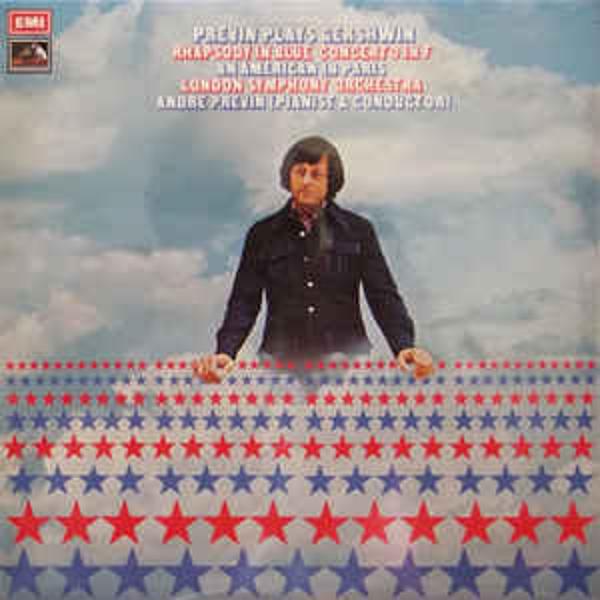 EMI
PREVIN PLAYS GERSHWIN
RHAPSODY IN BLUE CONCERTO IN F
AN AMERICAN IN PARIS
LONDON SYMPHONY ORCHESTRA
ANDRÉ PREVIN (PIANIST & CONDUCTOR)